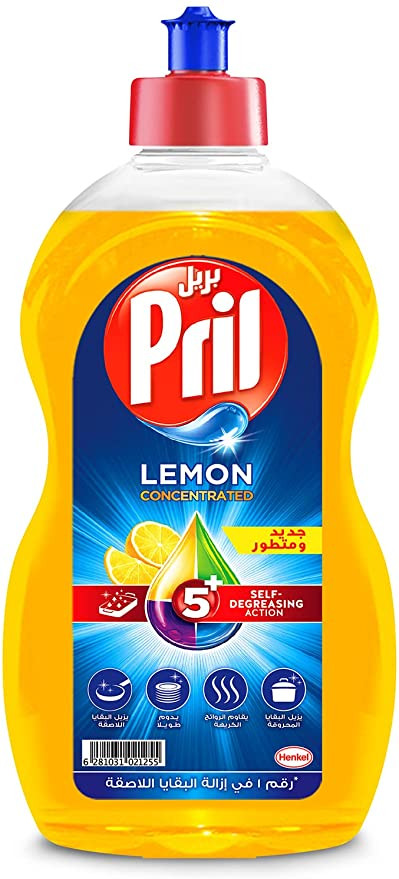 بريل
Pril
LEMON
CONCENTRATED
جديد
ومتطور
5+
SELF-
DEGREASING
ACTION
يزيل البقايا
اللاصقة
يدوم
طويلا
يقاوم الروائح
الكريهة
يزيل البقايا
المحروقة
6 281031 021255
Henkel
*رقم ١ في إزالة البقايا اللاصقة